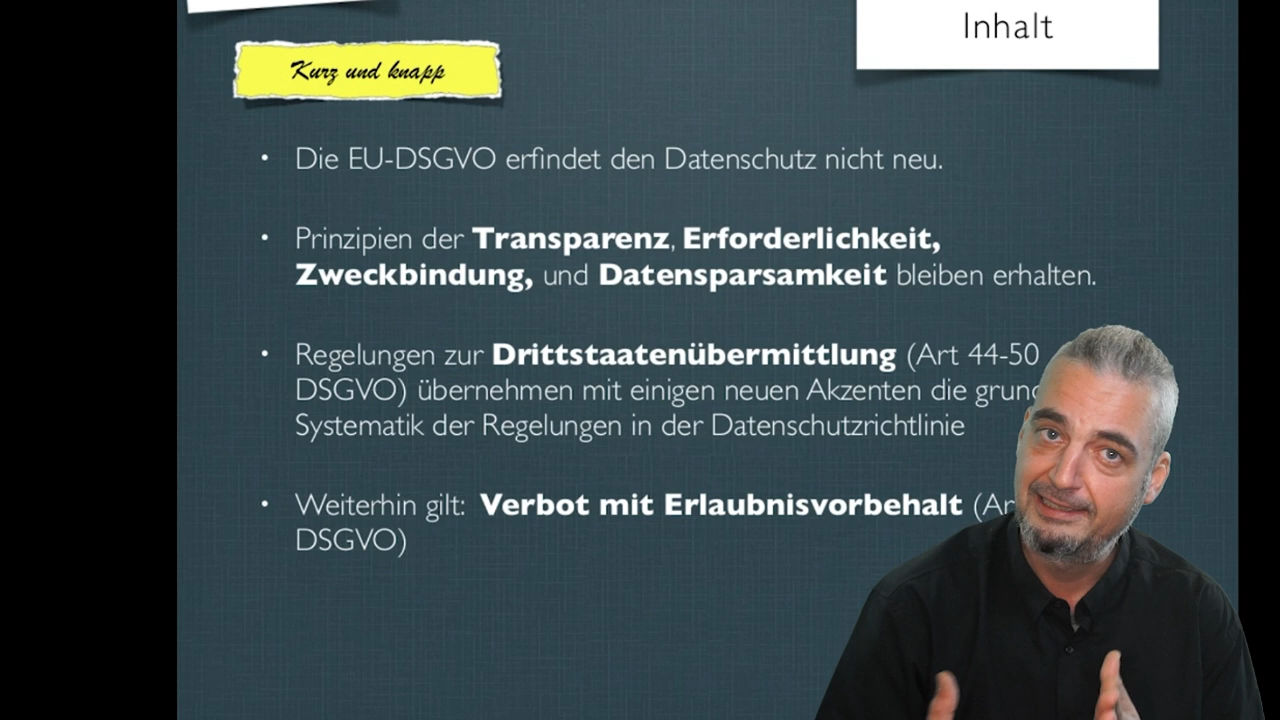 Inhalt
Kurz und knapp
• Die EU-DSGVO erfindet den Datenschutz nicht neu.
• Prinzipien der Transparenz, Erforderlichkeit,
Zweckbindung, und Datensparsamkeit bleiben erhalten.
• Regelungen zur Drittstaatenübermittlung (Art 44-50
DSGVO) übernehmen mit einigen neuen Akzenten die
Systematik der Regelungen in der Datenschutzrichtlinie
• Weiterhin gilt: Verbot mit Erlaubnisvorbehalt
DSGVO)